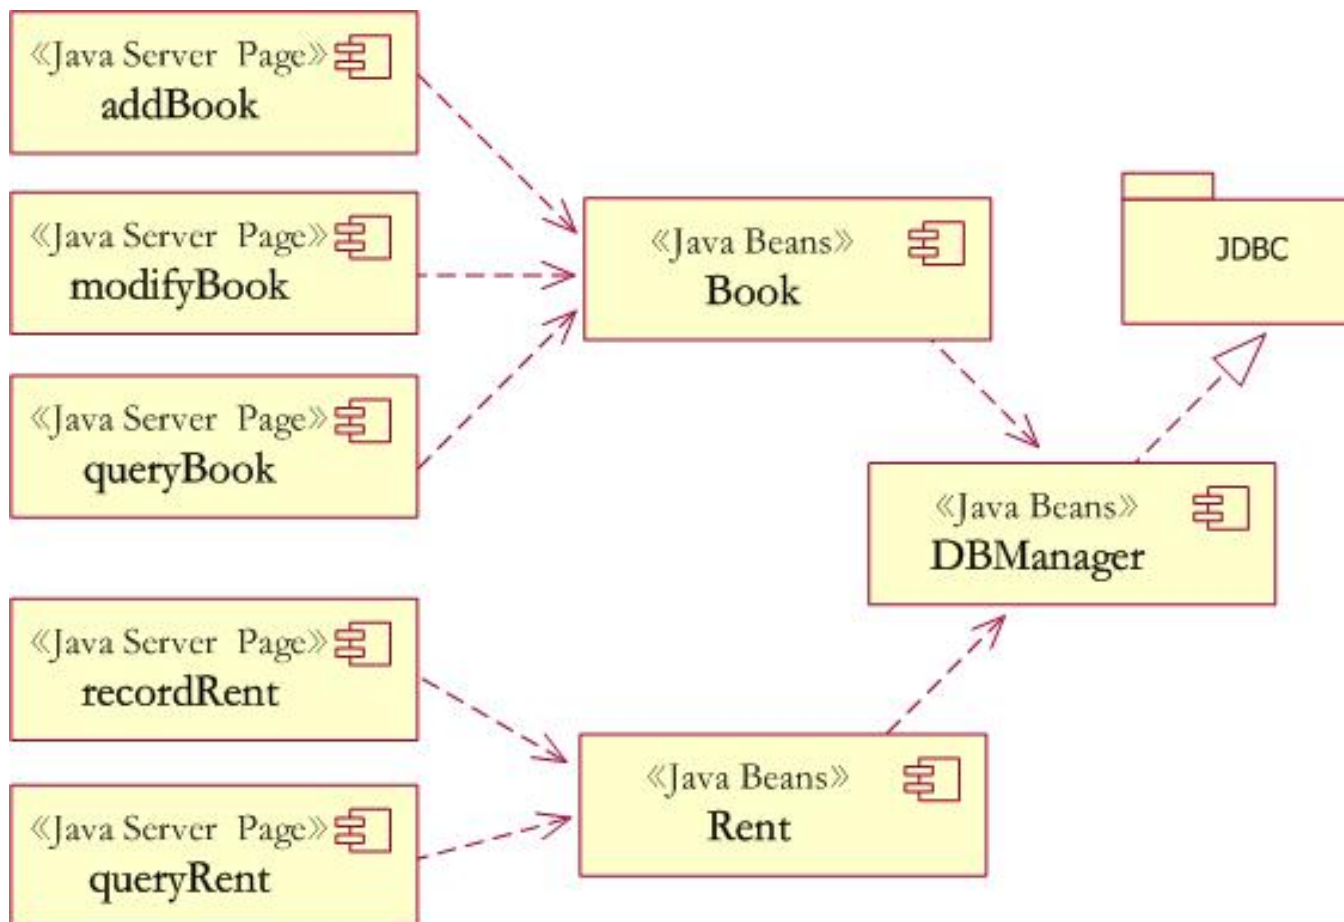 《Java Server Page》
addBook
《Java Server Page》
modifyBook
《Java Server Page》
queryBook
《Java Server Page》
recordRent
《Java Server Page》
queryRent
《Java Beans》
Book
《Java Beans》
Rent
《Java Beans》
DBManager
JDBC